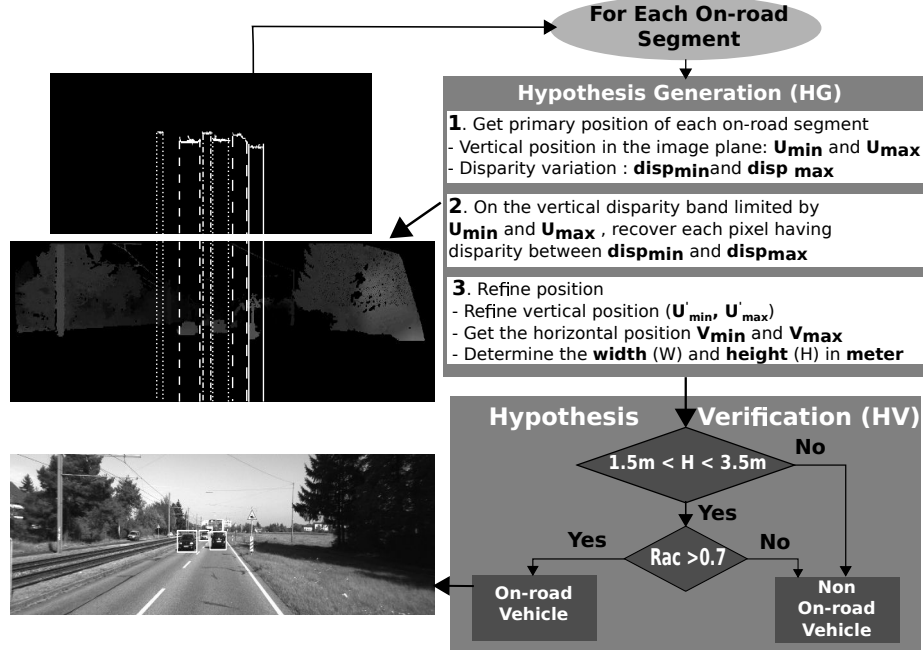 For Each On-road
Segment
Hypothesis Generation (HG)
1. Get primary position of each on-road segment
- Vertical position in the image plane: Umin and Umax
- Disparity variation : dispmin and disp max
2. On the vertical disparity band limited by
Umin and Umax , recover each pixel having
disparity between dispmin and dispmax
3. Refine position
- Refine vertical position (U'min, U'max)
- Get the horizontal position Vmin and Vmax
- Determine the width (W) and height (H) in meter
Hypothesis Verification (HV)
1.5m < H < 3.5m
No
Yes
Rac >0.7
Yes
No
On-road
Vehicle
Non
On-road
Vehicle